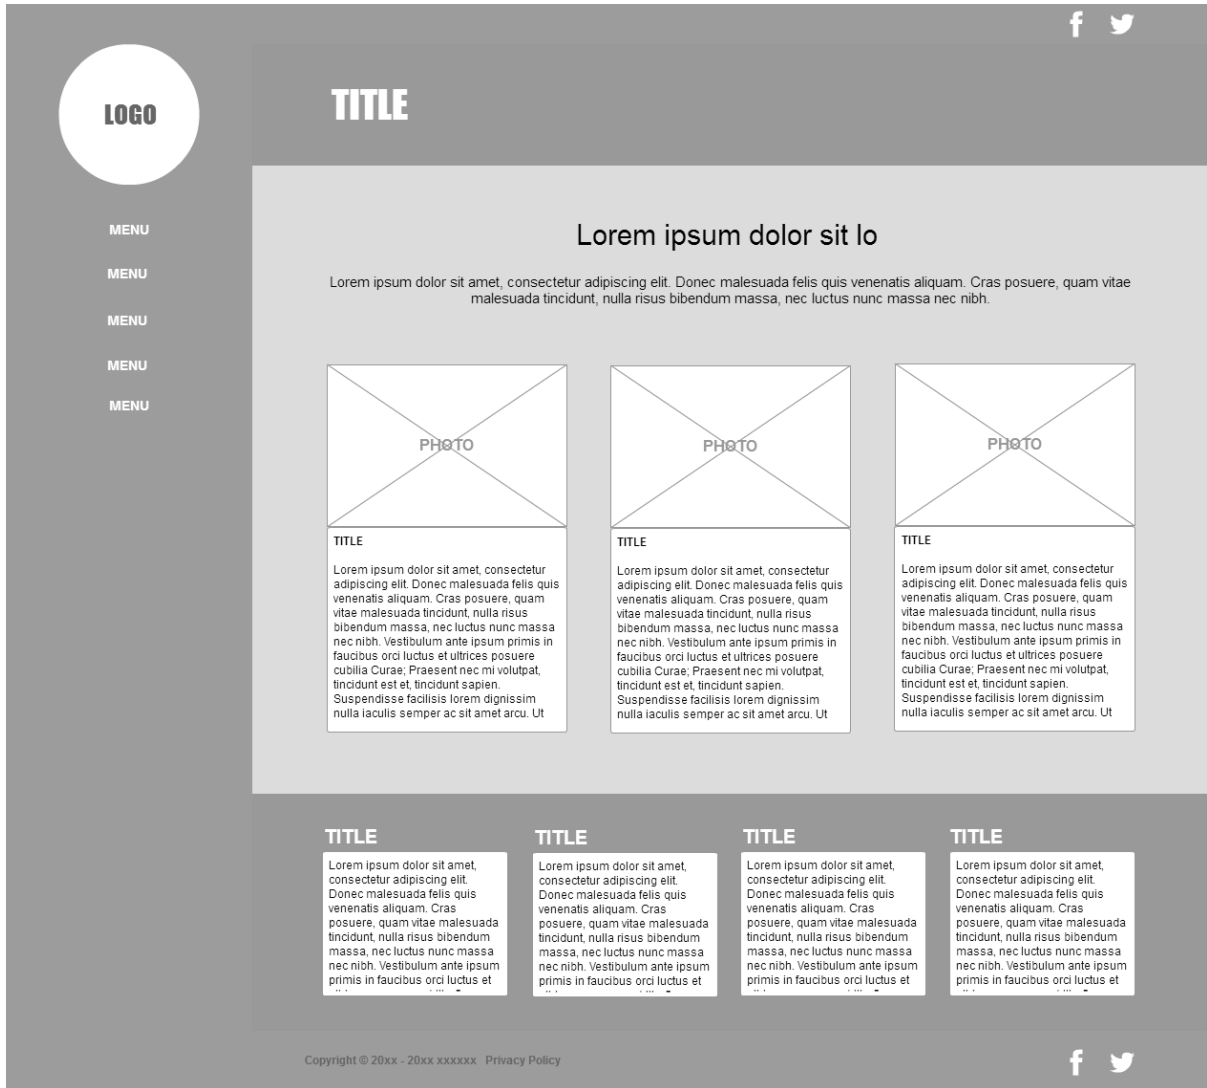 LOGO
MENU
MENU
MENU
MENU
MENU
TITLE
Lorem ipsum dolor sit lo
Lorem ipsum dolor sit amet, consectetur adipiscing elit. Donec malesuada felis quis venenatis aliquam. Cras posuere, quam vitae
malesuada tincidunt, nulla risus bibendum massa, nec luctus nunc massa nec nibh.
PHOTO
TITLE
Lorem ipsum dolor sit amet, consectetur
adipiscing elit. Donec malesuada felis quis
venenatis aliquam. Cras posuere, quam
vitae malesuada tincidunt, nulla risus
bibendum massa, nec luctus nunc massa
nec nibh. Vestibulum ante ipsum primis in
faucibus orci luctus et ultrices posuere
cubilia Curae; Praesent nec mi volutpat,
tincidunt est et, tincidunt sapien.
Suspendisse facilisis lorem dignissim
nulla iaculis semper ac sit amet arcu. Ut
PHOTO
TITLE
Lorem ipsum dolor sit amet, consectetur
adipiscing elit. Donec malesuada felis quis
venenatis aliquam. Cras posuere, quam
vitae malesuada tincidunt, nulla risus
bibendum massa, nec luctus nunc massa
nec nibh. Vestibulum ante ipsum primis in
faucibus orci luctus et ultrices posuere
cubilia Curae; Praesent nec mi volutpat,
tincidunt est et, tincidunt sapien.
Suspendisse facilisis lorem dignissim
nulla iaculis semper ac sit amet arcu. Ut
PHOTO
TITLE
Lorem ipsum dolor sit amet, consectetur
adipiscing elit. Donec malesuada felis quis
venenatis aliquam. Cras posuere, quam
vitae malesuada tincidunt, nulla risus
bibendum massa, nec luctus nunc massa
nec nibh. Vestibulum ante ipsum primis in
faucibus orci luctus et ultrices posuere
cubilia Curae; Praesent nec mi volutpat,
tincidunt est et, tincidunt sapien.
Suspendisse facilisis lorem dignissim
nulla iaculis semper ac sit amet arcu. Ut
TITLE
Lorem ipsum dolor sit amet,
consectetur adipiscing elit.
Donec malesuada felis quis
venenatis aliquam. Cras
posuere, quam vitae malesuada
tincidunt, nulla risus bibendum
massa, nec luctus nunc massa
nec nibh. Vestibulum ante ipsum
primis in faucibus orci luctus et
TITLE
Lorem ipsum dolor sit amet,
consectetur adipiscing elit.
Donec malesuada felis quis
venenatis aliquam. Cras
posuere, quam vitae malesuada
tincidunt, nulla risus bibendum
massa, nec luctus nunc massa
nec nibh. Vestibulum ante ipsum
primis in faucibus orci luctus et
TITLE
Lorem ipsum dolor sit amet,
consectetur adipiscing elit.
Donec malesuada felis quis
venenatis aliquam. Cras
posuere, quam vitae malesuada
tincidunt, nulla risus bibendum
massa, nec luctus nunc massa
nec nibh. Vestibulum ante ipsum
primis in faucibus orci luctus et
TITLE
Lorem ipsum dolor sit amet,
consectetur adipiscing elit.
Donec malesuada felis quis
venenatis aliquam. Cras
posuere, quam vitae malesuada
tincidunt, nulla risus bibendum
massa, nec luctus nunc massa
nec nibh. Vestibulum ante ipsum
primis in faucibus orci luctus et
Copyright © 20xx - 20xx xxxxxx Privacy Policy